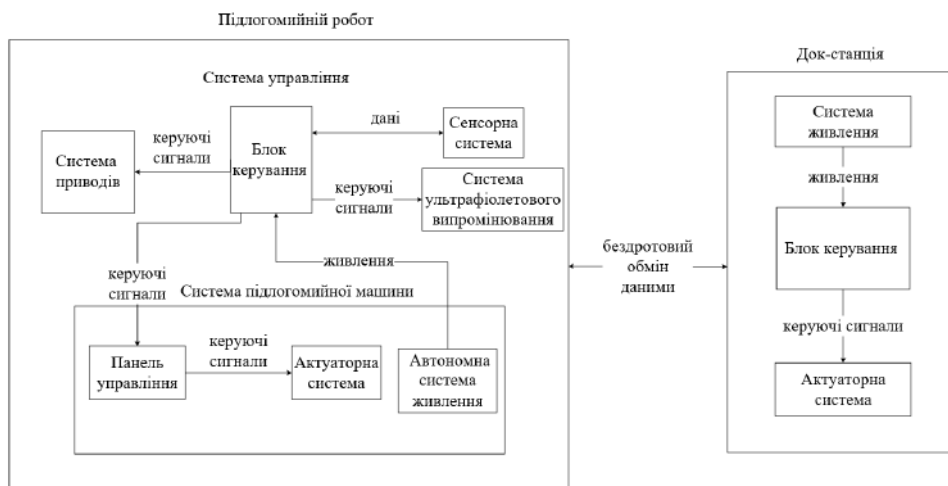 Підлогомийній робот
Док-станція
Система управління
Система
приводів
керуючі
сигнали
Блок
керування
дані
Сенсорна
система
керуючі
сигнали
Система
ультрафіолетового
випромінювання
живлення
керуючі
сигнали
Система підлогомийної машини
Панель
управління
керуючі
сигнали
Актуаторна
система
Автономна
система
живлення
бездротовий
обмін
даними
Система
живлення
живлення
Блок керування
керуючі сигнали
Актуаторна
система